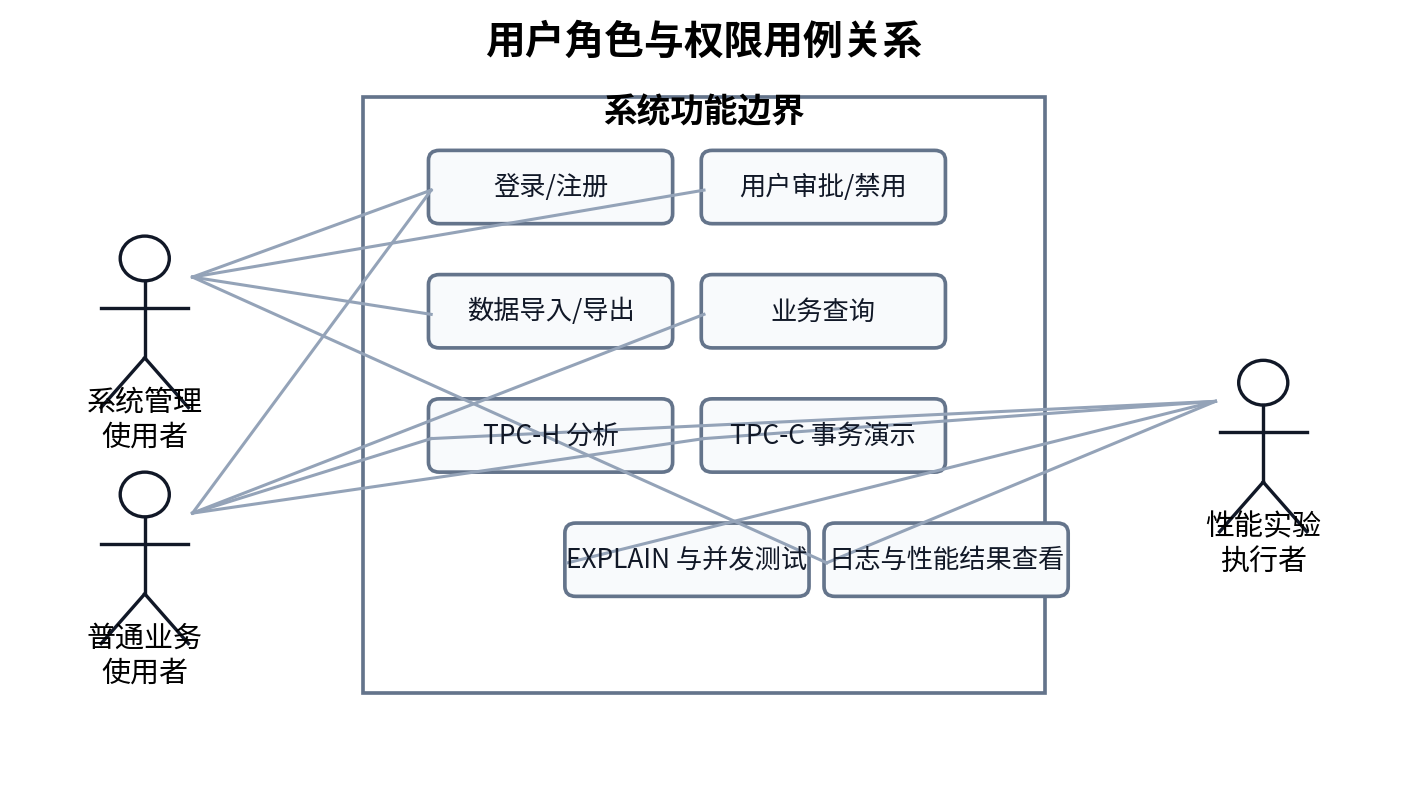 用户角色与权限用例关系
系统功能边界
登录/注册
用户审批/禁用
数据导入/导出
业务查询
系统管理
使用者
TPC-H 分析
TPC-C 事务演示
性能实验
执行者
EXPLAIN 与并发测试
日志与性能结果查看
普通业务
使用者